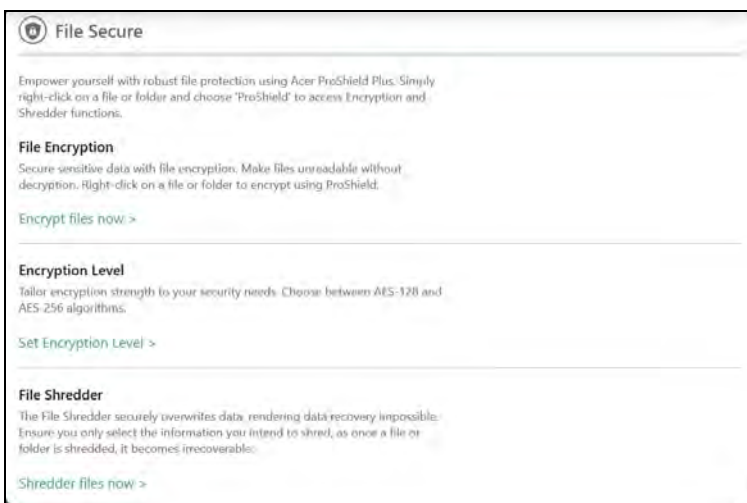 File Secure
Empower yourself with robust file protection using Acer ProShield Plus. Simply
right-click on a file or folder and choose 'ProShield' to access Encryption and
Shredder functions.
File Encryption
Secure sensitive data with file encryption. Make files unreadable without
decryption. Right-click on a file or folder to encrypt using ProShield.
Encrypt files now >
Encryption Level
Tailor encryption strength to your security needs. Choose between AES-128 and
AES-256 algorithms.
Set Encryption Level >
File Shredder
The File Shredder securely overwrites data, rendering data recovery impossible.
Ensure you only select the information you intend to shred, as once a file or
folder is shredded, it becomes irrecoverable.
Shredder files now >